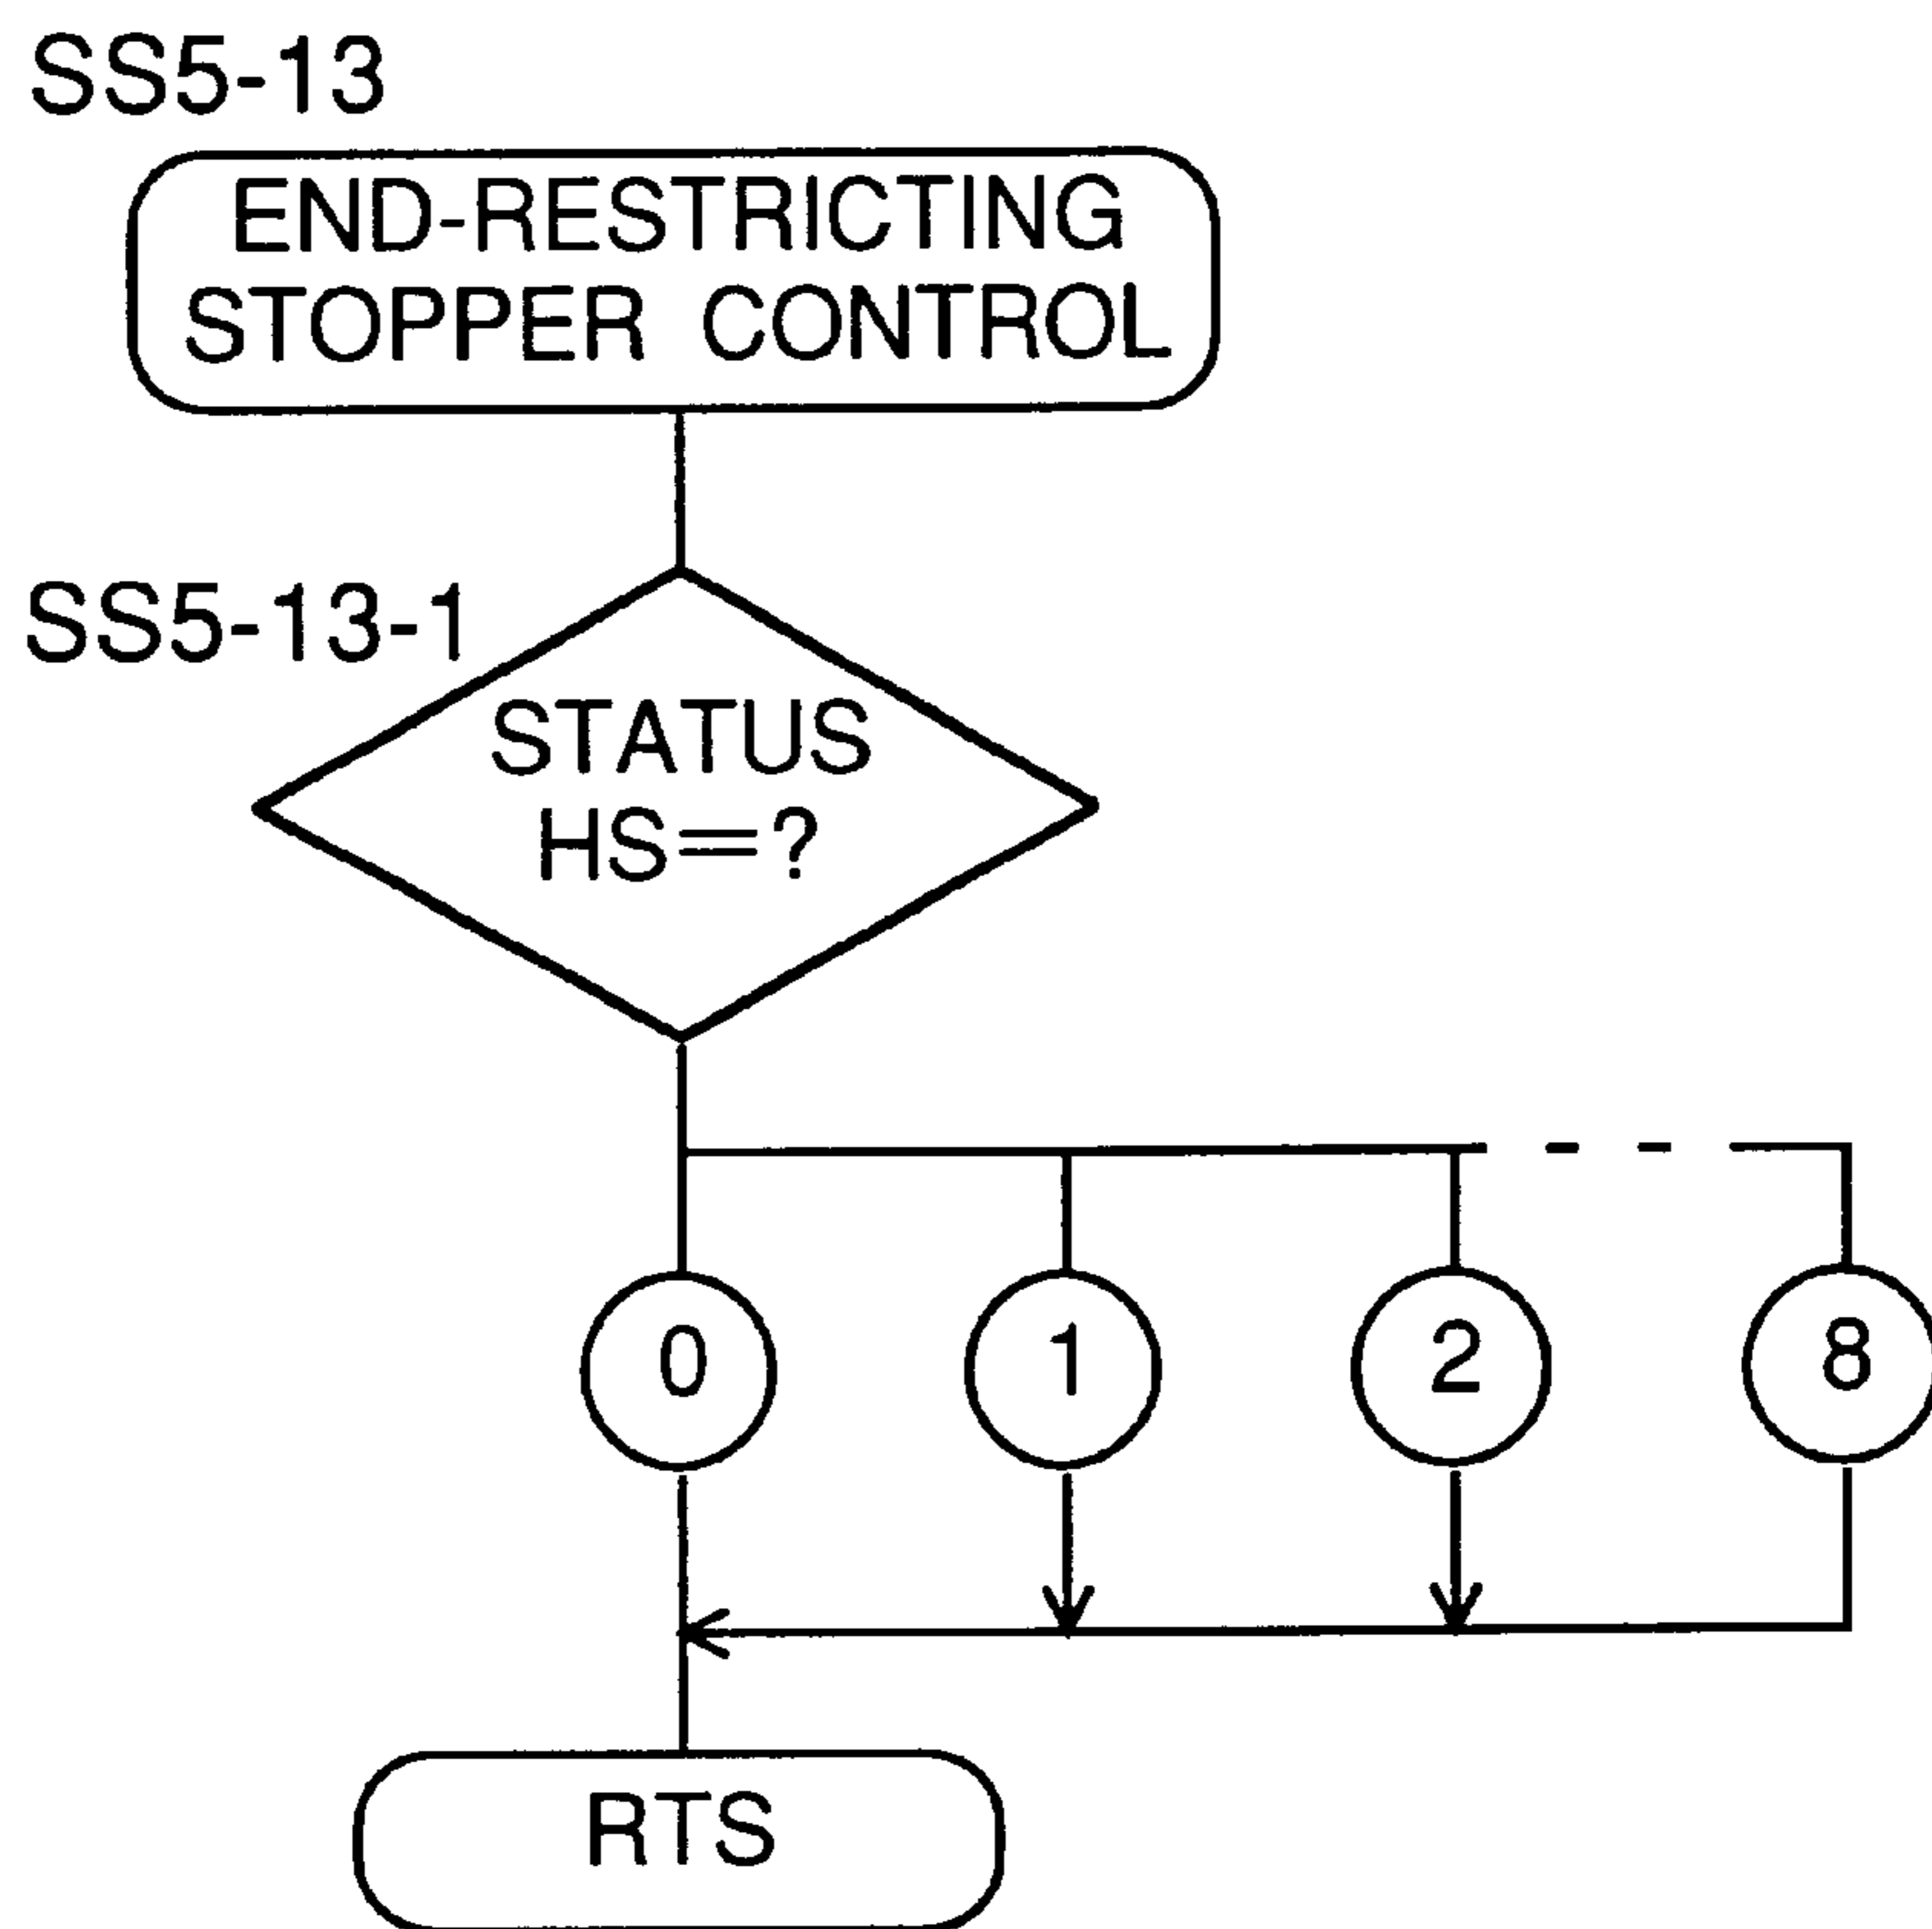 SS5-13
END-RESTRICTING
STOPPER CONTROL
SS5-13-1
STATUS
HS=?
0
1
2
8
RTS